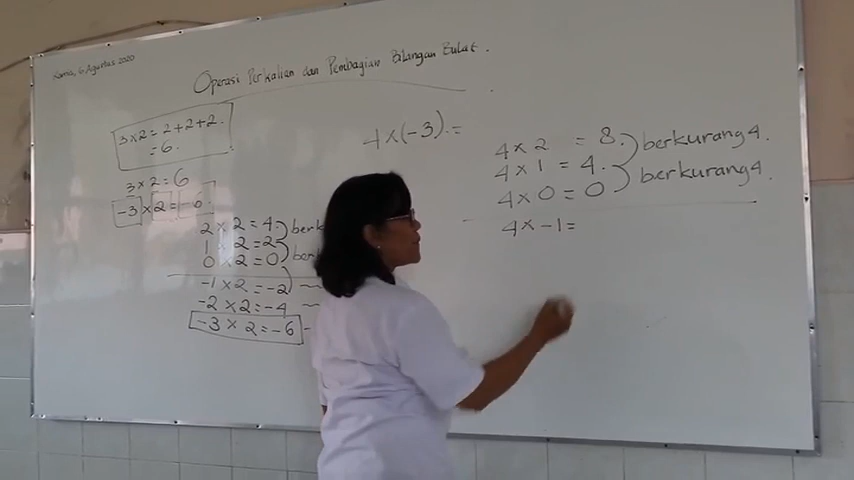 Kamis, 6 Agustus 2020
Operasi Perkalian dan Pembagian Bilangan Bulat.
3 × 2 = 2 + 2 + 2.
= 6.
3 × 2 = 6
-3 × 2 = -6.
2 × 2 = 4.
1 × 2 = 2
0 × 2 = 0
-1 × 2 = -2
-2 × 2 = -4
-3 × 2 = -6
4 × (-3) =
4 × 2 = 8. berkurang 4.
4 × 1 = 4. berkurang 4.
4 × 0 = 0
4 × -1 =